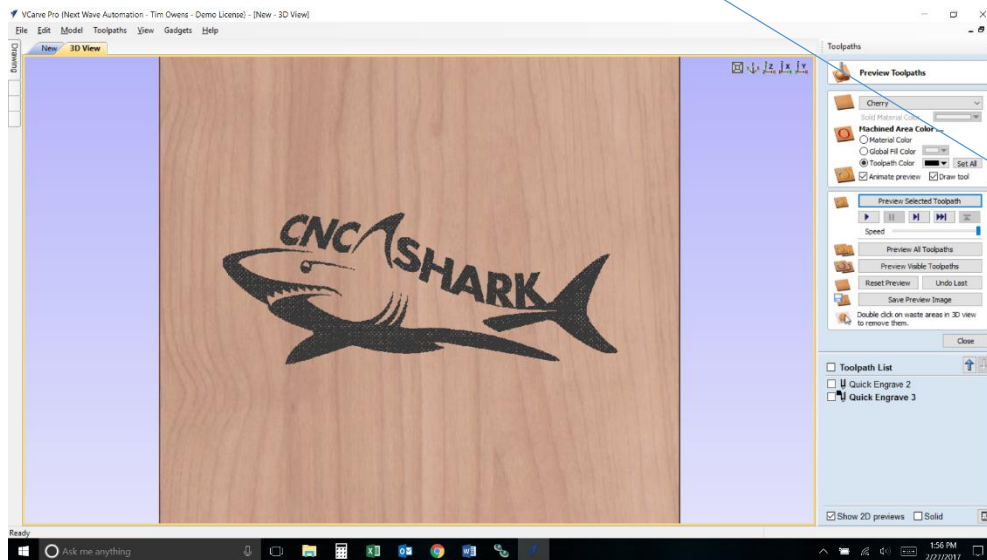 VCarve Pro {Next Wave Automation - Tim Owens - Demo License} - [New - 3D View]
File Edit Model Toolpaths View Gadgets Help
Drawing
New 3D View
Toolpaths
Preview Toolpaths
Cherry
Solid Material Color
Machined Area Color ...
Material Color
Global Fill Color
Toolpath Color Set All
Animate preview Draw tool
Preview Selected Toolpath
Speed
Preview All Toolpaths
Preview Visible Toolpaths
Reset Preview Undo Last
Save Preview Image
Double click on waste areas in 3D view
to remove them.
Close
Toolpath List
Quick Engrave 2
Quick Engrave 3
CNC SHARK
Show 2D previews Solid
Ready
Ask me anything
1:56 PM
2/27/2017